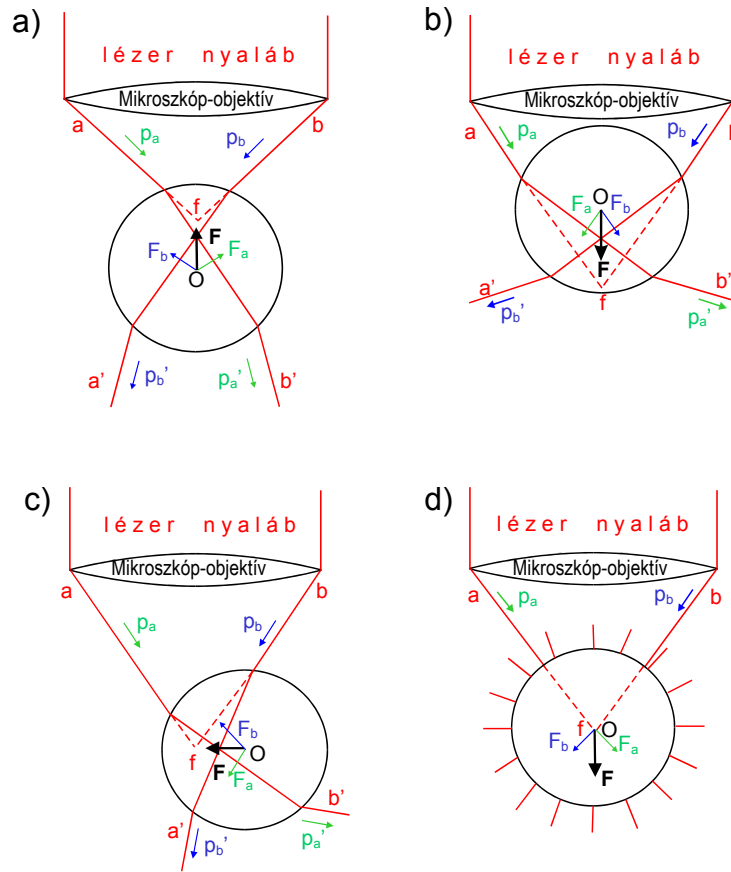 a)
lézer nyaláb
Mikroszkóp-objektív
a b
pa pb
f
F
Fb Fa
O
a' pb' pa' b'
b)
lézer nyaláb
Mikroszkóp-objektív
a
pa pb
O
Fa Fb
F
a' f b'
pb' pa'
c)
lézer nyaláb
Mikroszkóp-objektív
a b
pa pb
Fb
f O
F Fa
b'
a' pb' pa'
d)
lézer nyaláb
Mikroszkóp-objektív
a b
pa pb
f O
Fb Fa
F